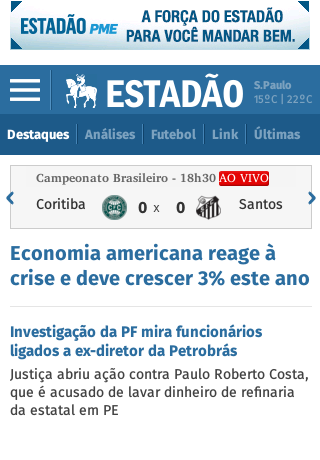 ESTADÃO PME
A FORÇA DO ESTADÃO
PARA VOCÊ MANDAR BEM.
ESTADÃO
S.Paulo
15ºC | 22ºC
Destaques
Análises
Futebol
Link
Últimas
Campeonato Brasileiro - 18h30 AO VIVO
Coritiba 0 x 0 Santos
Economia americana reage à
crise e deve crescer 3% este ano
Investigação da PF mira funcionários
ligados a ex-diretor da Petrobrás
Justiça abriu ação contra Paulo Roberto Costa,
que é acusado de lavar dinheiro de refinaria
da estatal em PE